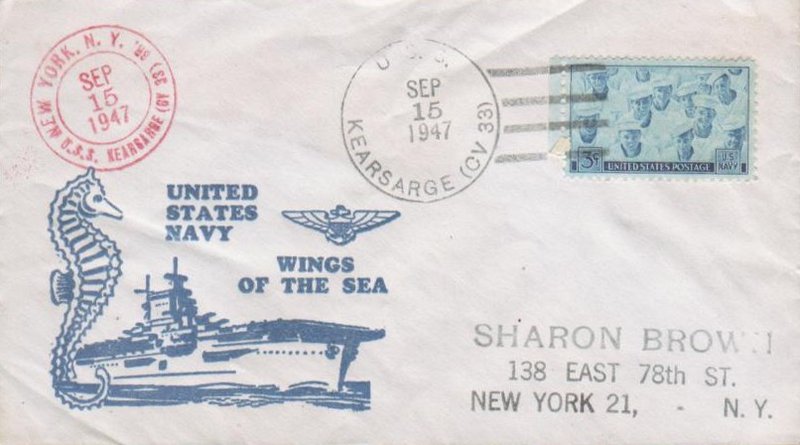 NEW YORK, N. Y.
SEP
15
1947
U.S.S. KEARSARGE (CV 33)
U. S. S.
SEP
15
1947
KEARSARGE (CV 33)
3¢ UNITED STATES POSTAGE U.S. NAVY
UNITED
STATES
NAVY
WINGS
OF THE SEA
SHARON BROWN
138 EAST 78th ST.
NEW YORK 21, - N. Y.